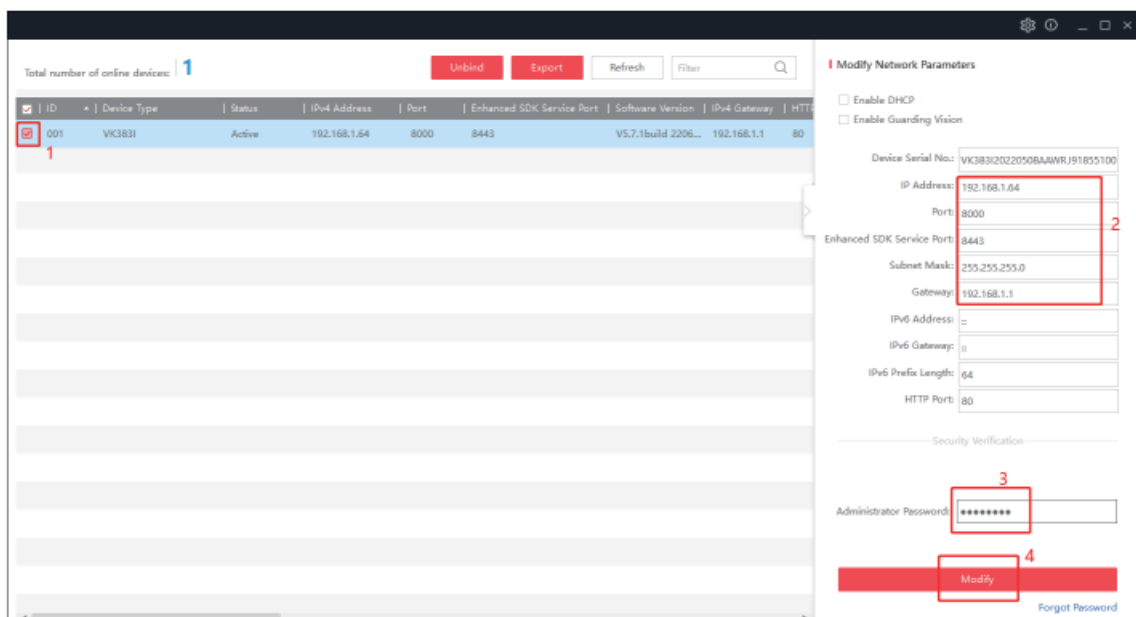 Total number of online devices: 1
Unbind
Export
Refresh
Filter
ID Device Type Status IPv4 Address Port Enhanced SDK Service Port Software Version IPv4 Gateway HTTP
001 VK383I Active 192.168.1.64 8000 8443 V5.7.1build 2206... 192.168.1.1 80
1
Modify Network Parameters
Enable DHCP
Enable Guarding Vision
Device Serial No.: VK383I20220508AAWRJ91855100
IP Address: 192.168.1.64
Port: 8000
2
Enhanced SDK Service Port: 8443
Subnet Mask: 255.255.255.0
Gateway: 192.168.1.1
IPv6 Address: ::
IPv6 Gateway: ::
IPv6 Prefix Length: 64
HTTP Port: 80
Security Verification
3
Administrator Password: ●●●●●●●●
4
Modify
Forgot Password